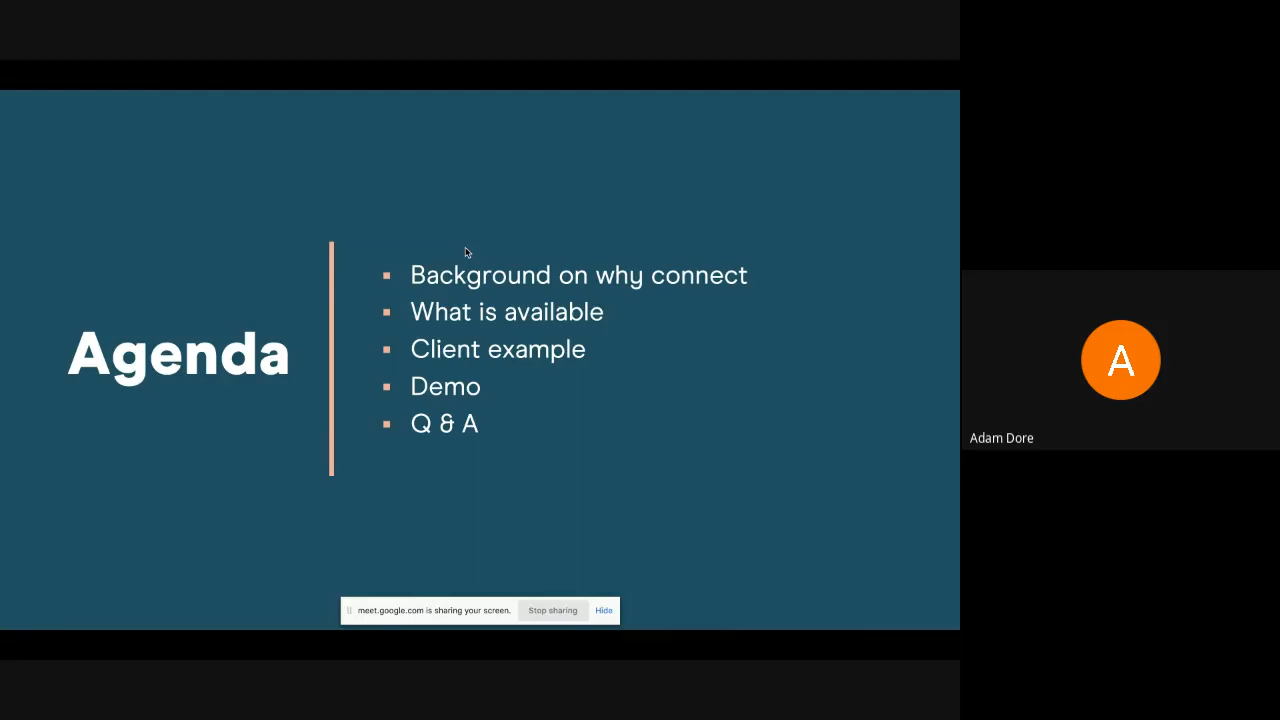 Agenda
Background on why connect
What is available
Client example
Demo
Q & A
meet.google.com is sharing your screen. Stop sharing Hide
A
Adam Dore